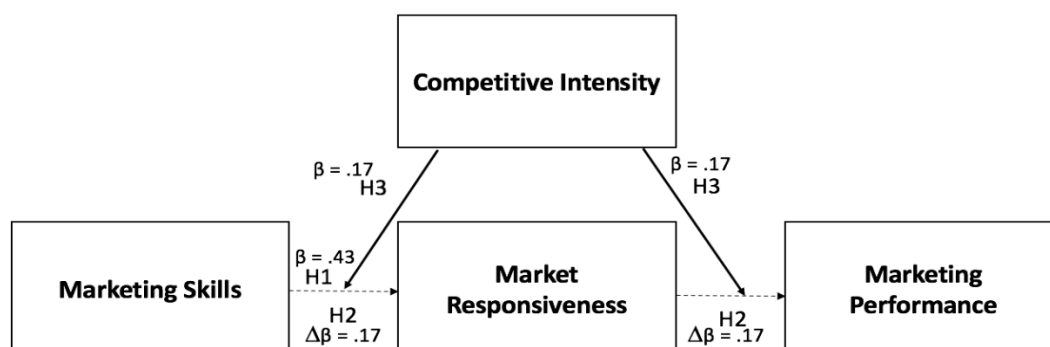 Competitive Intensity
β = .17
H3
β = .17
H3
β = .43
H1
Marketing Skills
Market
Responsiveness
Marketing
Performance
H2
Δβ = .17
H2
Δβ = .17